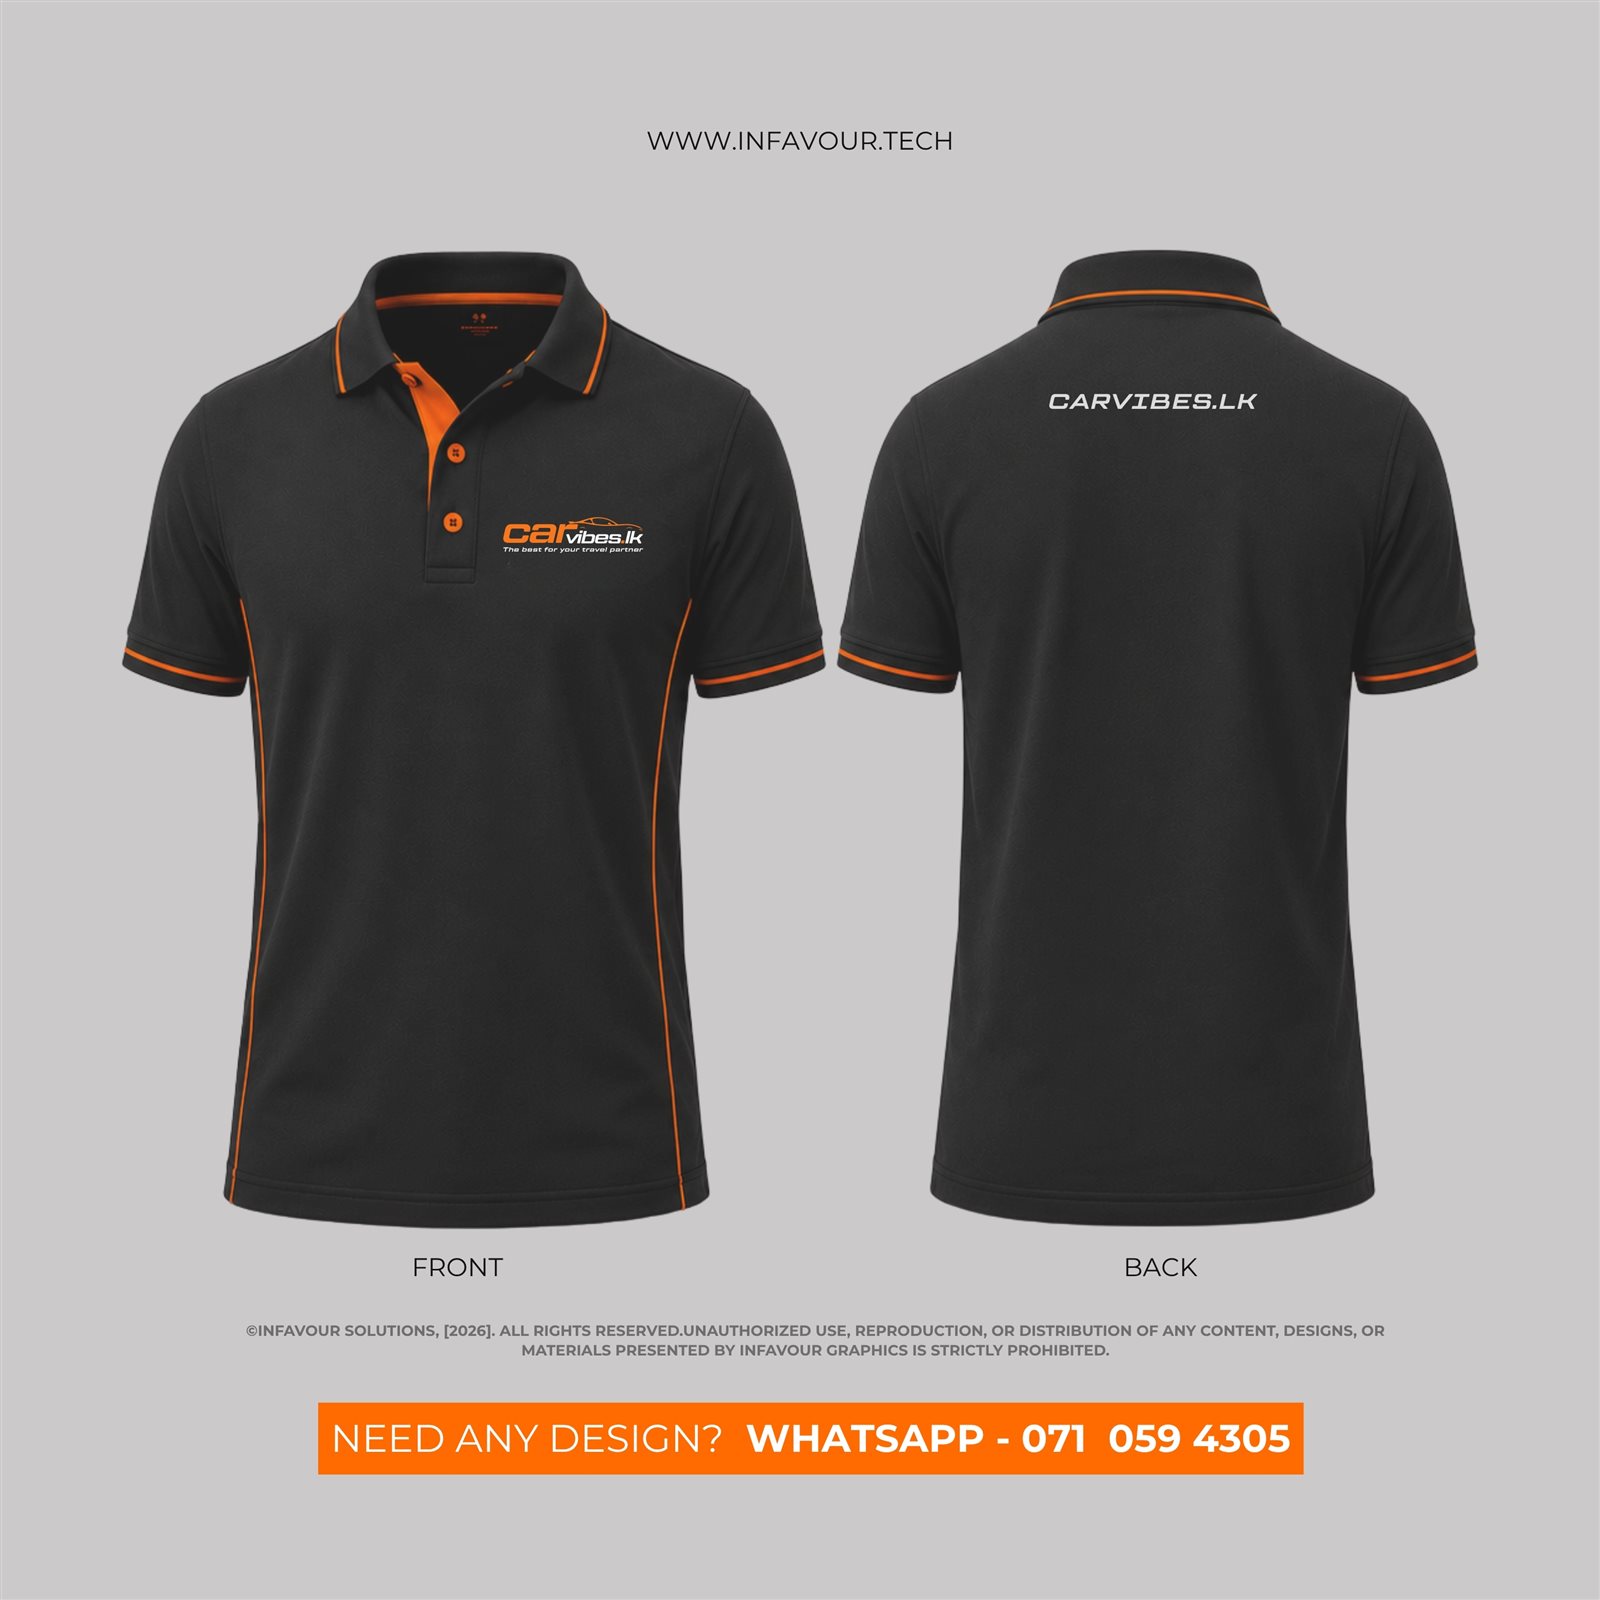 WWW.INFAVOUR.TECH
CARVIBES.LK
car vibes.lk
The best for your travel partner
FRONT
BACK
©INFAVOUR SOLUTIONS, [2026]. ALL RIGHTS RESERVED.UNAUTHORIZED USE, REPRODUCTION, OR DISTRIBUTION OF ANY CONTENT, DESIGNS, OR
MATERIALS PRESENTED BY INFAVOUR GRAPHICS IS STRICTLY PROHIBITED.
NEED ANY DESIGN? WHATSAPP - 071 059 4305